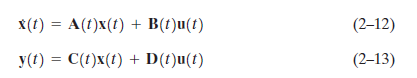 ẋ(t) = A(t)x(t) + B(t)u(t) (2–12)
y(t) = C(t)x(t) + D(t)u(t) (2–13)